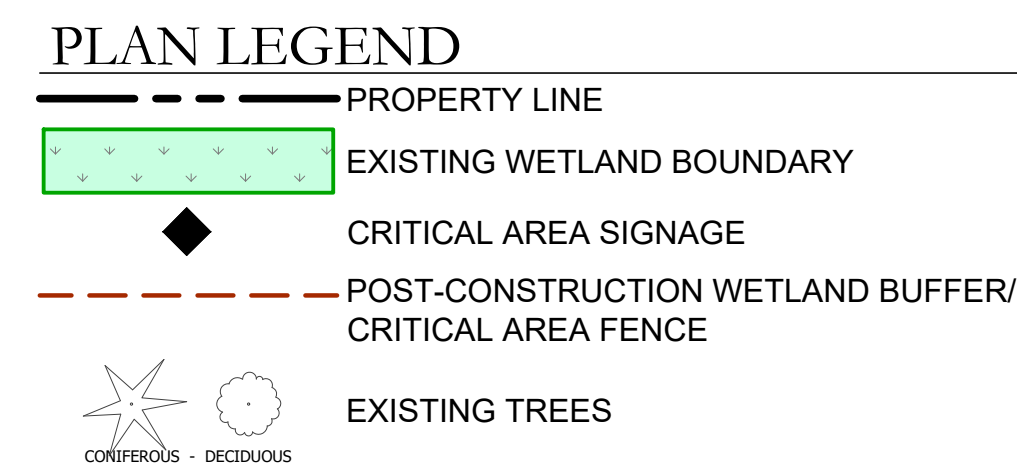 PLAN LEGEND
PROPERTY LINE
EXISTING WETLAND BOUNDARY
CRITICAL AREA SIGNAGE
POST-CONSTRUCTION WETLAND BUFFER/
CRITICAL AREA FENCE
EXISTING TREES
CONIFEROUS - DECIDUOUS